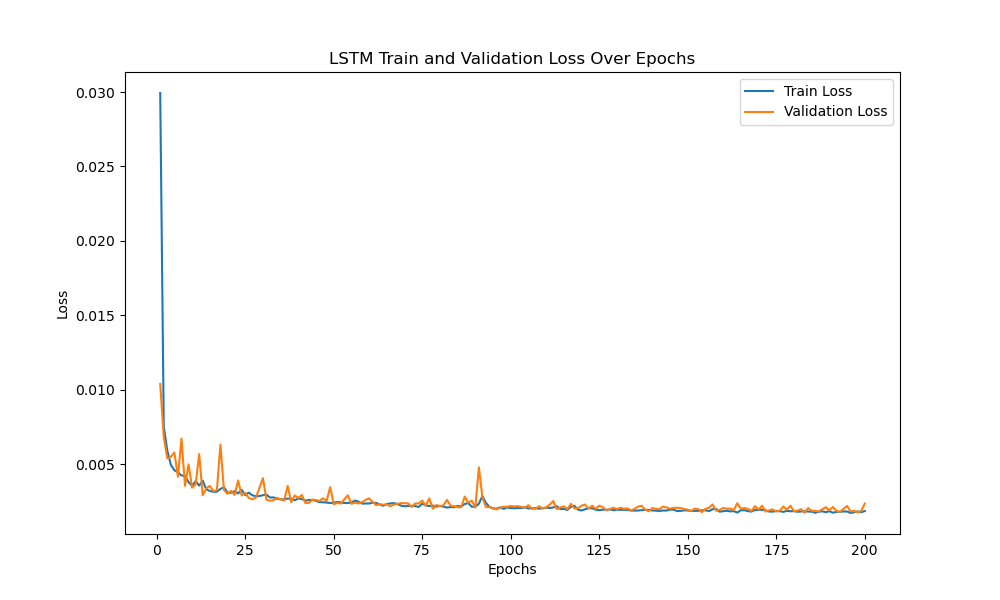 LSTM Train and Validation Loss Over Epochs
Train Loss
Validation Loss
0.030
0.025
0.020
0.015
0.010
0.005
Loss
0 25 50 75 100 125 150 175 200
Epochs